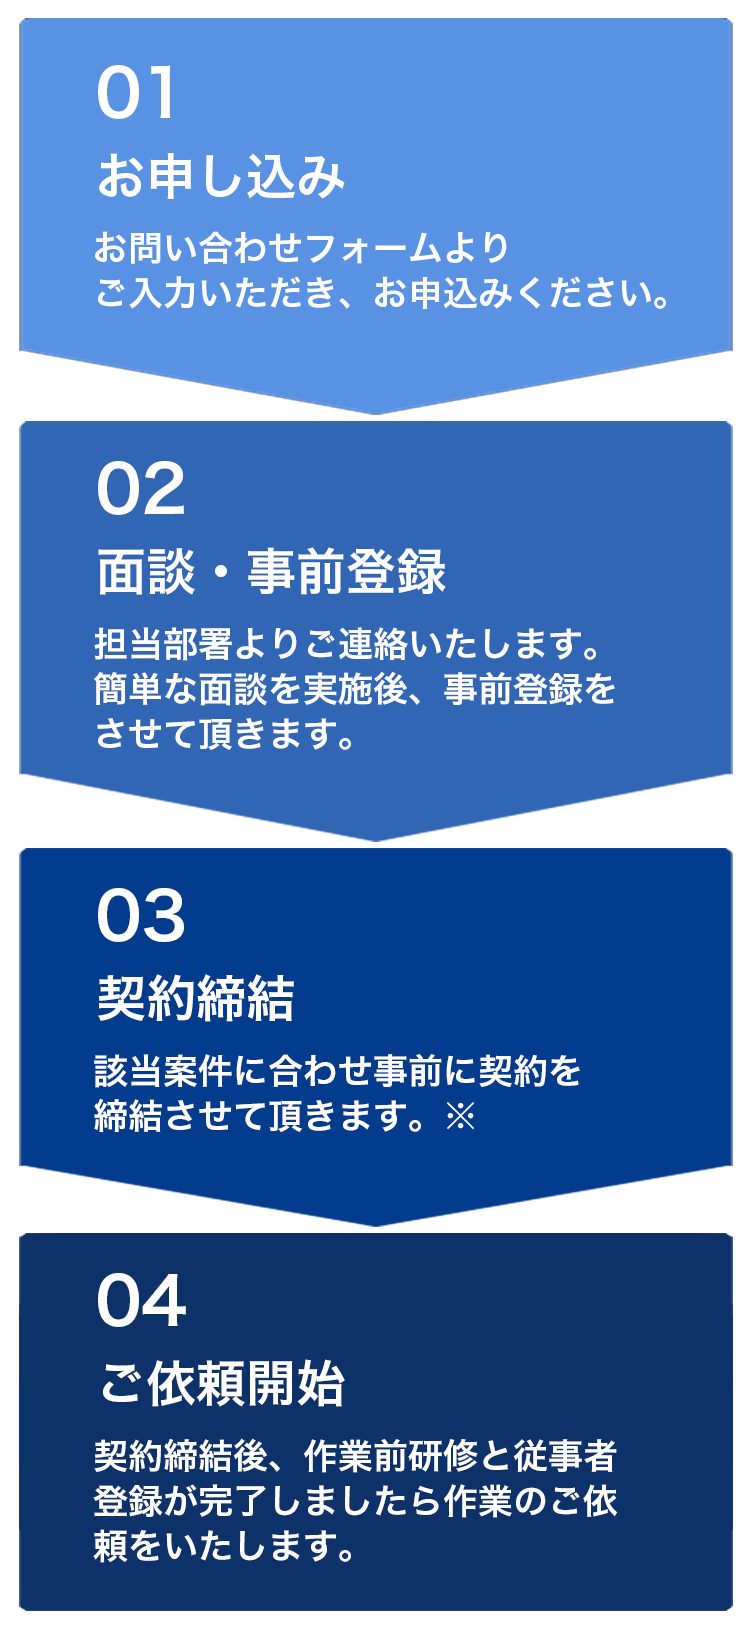 01
お申し込み
お問い合わせフォームより
ご入力いただき、お申込みください。
02
面談・事前登録
担当部署よりご連絡いたします。
簡単な面談を実施後、事前登録を
させて頂きます。
03
契約締結
該当案件に合わせ事前に契約を
締結させて頂きます。※
04
ご依頼開始
契約締結後、作業前研修と従事者
登録が完了しましたら作業のご依
頼をいたします。